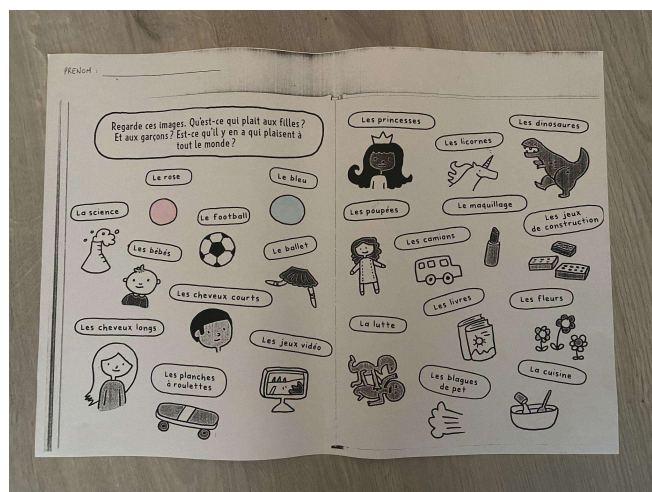 PRENOM :
Regarde ces images. Qu'est-ce qui plait aux filles ?
Et aux garçons ? Est-ce qu'il y en a qui plaisent à
tout le monde ?
Le rose
Le bleu
La science
Le football
Les bébés
Le ballet
Les cheveux courts
Les cheveux longs
Les jeux vidéo
Les planches
à roulettes
Les princesses
Les licornes
Les dinosaures
Les poupées
Le maquillage
Les jeux
de construction
Les camions
Les livres
Les fleurs
La lutte
Les blagues
de pet
La cuisine